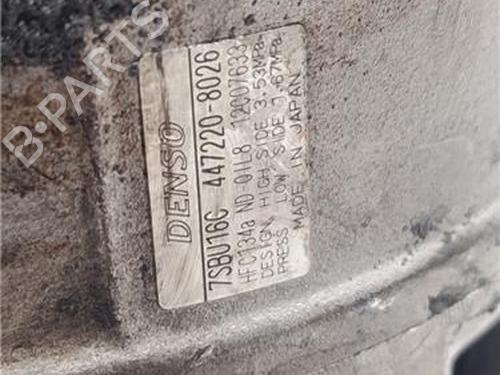 DENSO
7SBU16C 447220-8026
HFC134a ND-OIL8 12007633
DESIGN HIGH SIDE 3.53MPa
PRESS LOW SIDE 1.67MPa
MADE IN JAPAN
B-Parts